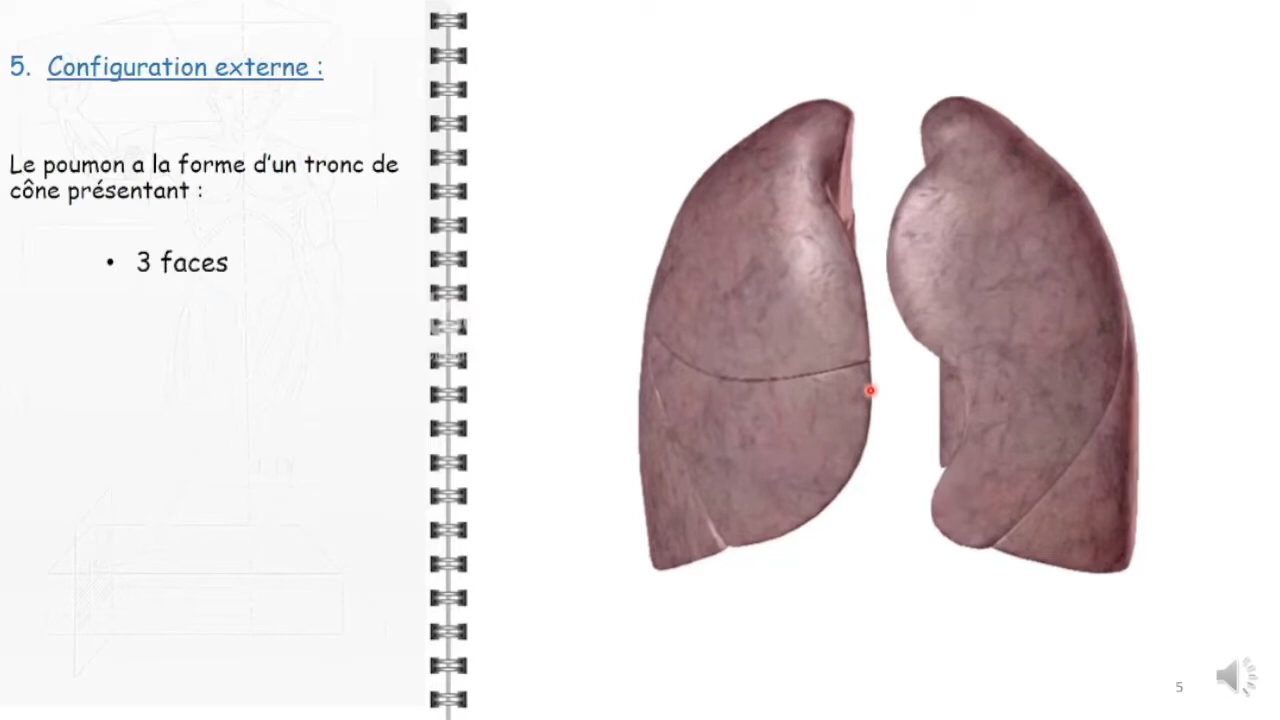 5. Configuration externe :
Le poumon a la forme d'un tronc de
cône présentant :
• 3 faces
5